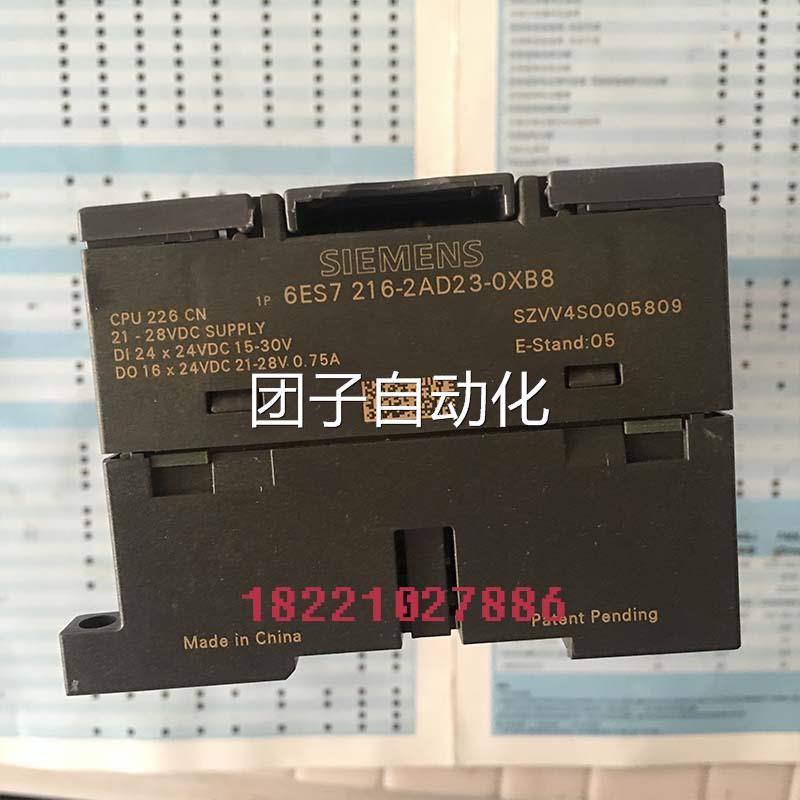 SIEMENS
1P 6ES7 216-2AD23-0XB8
CPU 226 CN
21 - 28VDC SUPPLY
DI 24 x 24VDC 15-30V
DO 16 x 24VDC 21-28V 0.75A
SZVV4SO005809
E-Stand:05
团子自动化
18221027886
Made in China
Patent Pending